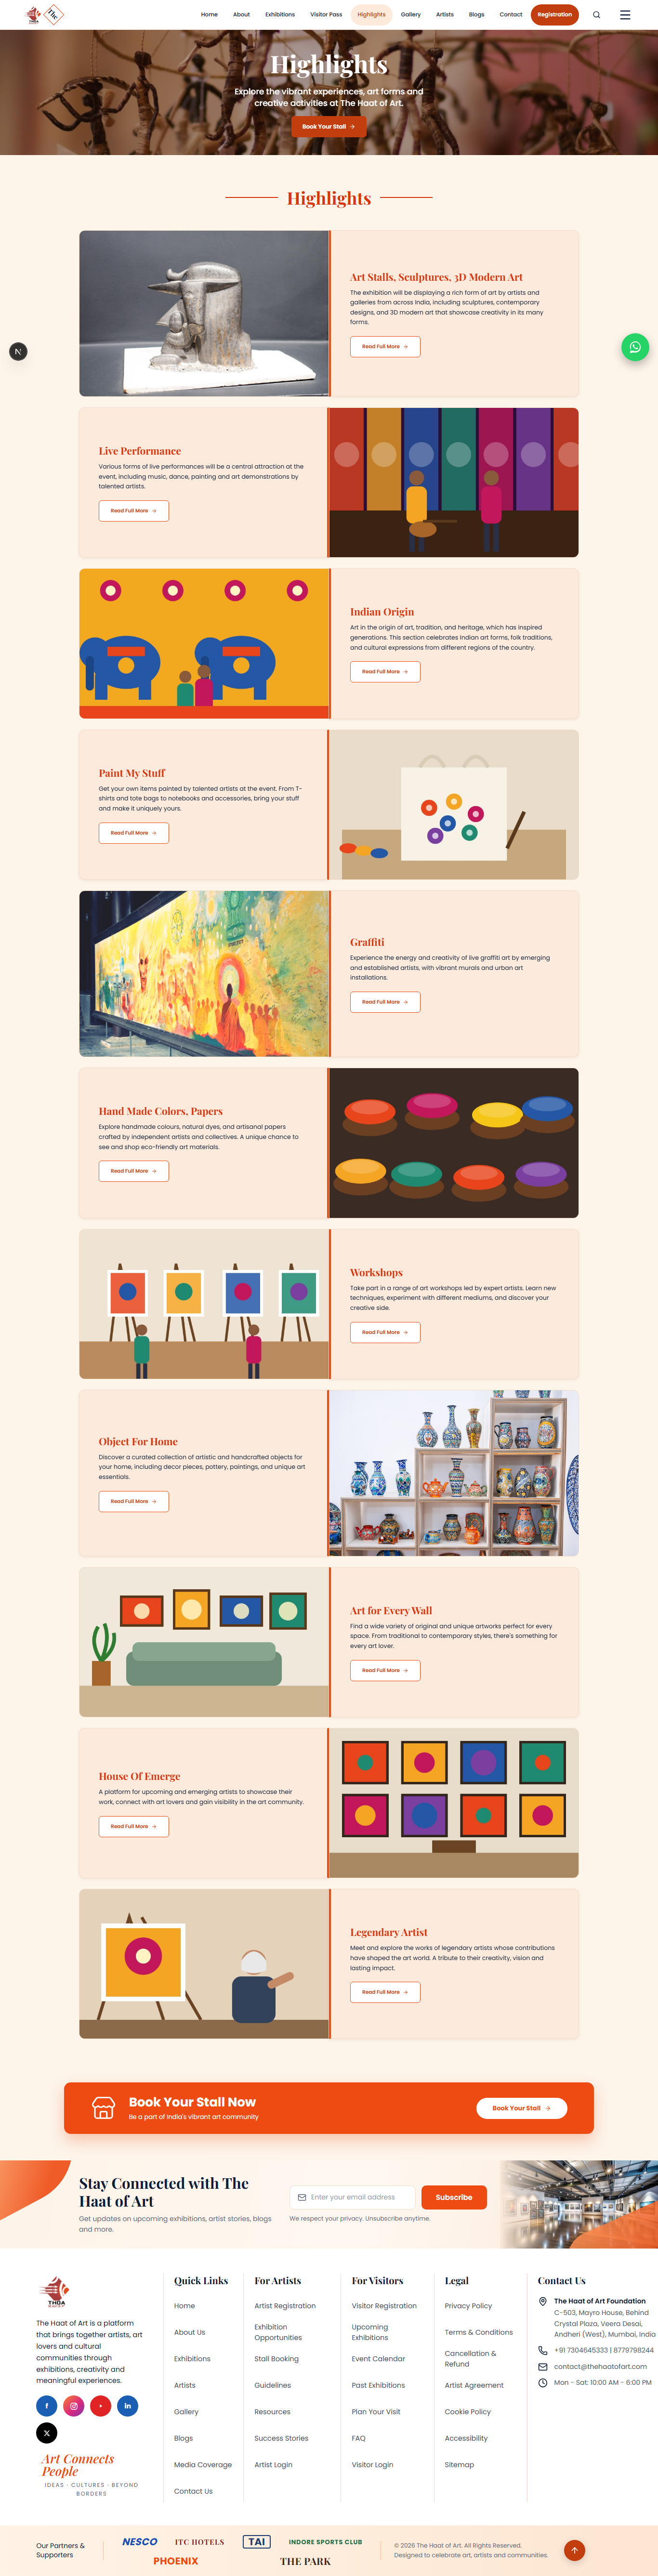 THOA
The
Home
About
Exhibitions
Visitor Pass
Highlights
Gallery
Artists
Blogs
Contact
Registration
Highlights
Explore the vibrant experiences, art forms and
creative activities at The Haat of Art.
Book Your Stall →
Highlights
N
Art Stalls, Sculptures, 3D Modern Art
The exhibition will be displaying a rich form of art by artists and
galleries from across India, including sculptures, contemporary
designs, and 3D modern art that showcase creativity in its many
forms.
Read Full More →
Live Performance
Various forms of live performances will be a central attraction at the
event, including music, dance, painting and art demonstrations by
talented artists.
Read Full More →
Indian Origin
Art in the origin of art, tradition, and heritage, which has inspired
generations. This section celebrates Indian art forms, folk traditions,
and cultural expressions from different regions of the country.
Read Full More →
Paint My Stuff
Get your own items painted by talented artists at the event. From T-
shirts and tote bags to notebooks and accessories, bring your stuff
and make it uniquely yours.
Read Full More →
Graffiti
Experience the energy and creativity of live graffiti art by emerging
and established artists, with vibrant murals and urban art
installations.
Read Full More →
Hand Made Colors, Papers
Explore handmade colours, natural dyes, and artisanal papers
crafted by independent artists and collectives. A unique chance to
see and shop eco-friendly art materials.
Read Full More →
Workshops
Take part in a range of art workshops led by expert artists. Learn new
techniques, experiment with different mediums, and discover your
creative side.
Read Full More →
Object For Home
Discover a curated collection of artistic and handcrafted objects for
your home, including decor pieces, pottery, paintings, and unique art
essentials.
Read Full More →
Art for Every Wall
Find a wide variety of original and unique artworks perfect for every
space. From traditional to contemporary styles, there's something for
every art lover.
Read Full More →
House Of Emerge
A platform for upcoming and emerging artists to showcase their
work, connect with art lovers and gain visibility in the art community.
Read Full More →
Legendary Artist
Meet and explore the works of legendary artists whose contributions
have shaped the art world. A tribute to their creativity, vision and
lasting impact.
Read Full More →
Book Your Stall Now
Be a part of India's vibrant art community
Book Your Stall →
Stay Connected with The
Haat of Art
Get updates on upcoming exhibitions, artist stories, blogs
and more.
Enter your email address
Subscribe
We respect your privacy. Unsubscribe anytime.
THOA
The Haat of Art is a platform
that brings together artists, art
lovers and cultural
communities through
exhibitions, creativity and
meaningful experiences.
f
in
X
Art Connects
People
IDEAS · CULTURES · BEYOND
BORDERS
Quick Links
Home
About Us
Exhibitions
Artists
Gallery
Blogs
Media Coverage
Contact Us
For Artists
Artist Registration
Exhibition
Opportunities
Stall Booking
Guidelines
Resources
Success Stories
Artist Login
For Visitors
Visitor Registration
Upcoming
Exhibitions
Event Calendar
Past Exhibitions
Plan Your Visit
FAQ
Visitor Login
Legal
Privacy Policy
Terms & Conditions
Cancellation &
Refund
Artist Agreement
Cookie Policy
Accessibility
Sitemap
Contact Us
The Haat of Art Foundation
C-503, Mayro House, Behind
Crystal Plaza, Veera Desai,
Andheri (West), Mumbai, India
+91 7304645333 | 8779798244
contact@thehaatofart.com
Mon - Sat: 10:00 AM - 6:00 PM
Our Partners &
Supporters
NESCO
ITC HOTELS
TAI
INDORE SPORTS CLUB
PHOENIX
THE PARK
© 2026 The Haat of Art. All Rights Reserved.
Designed to celebrate art, artists and communities.